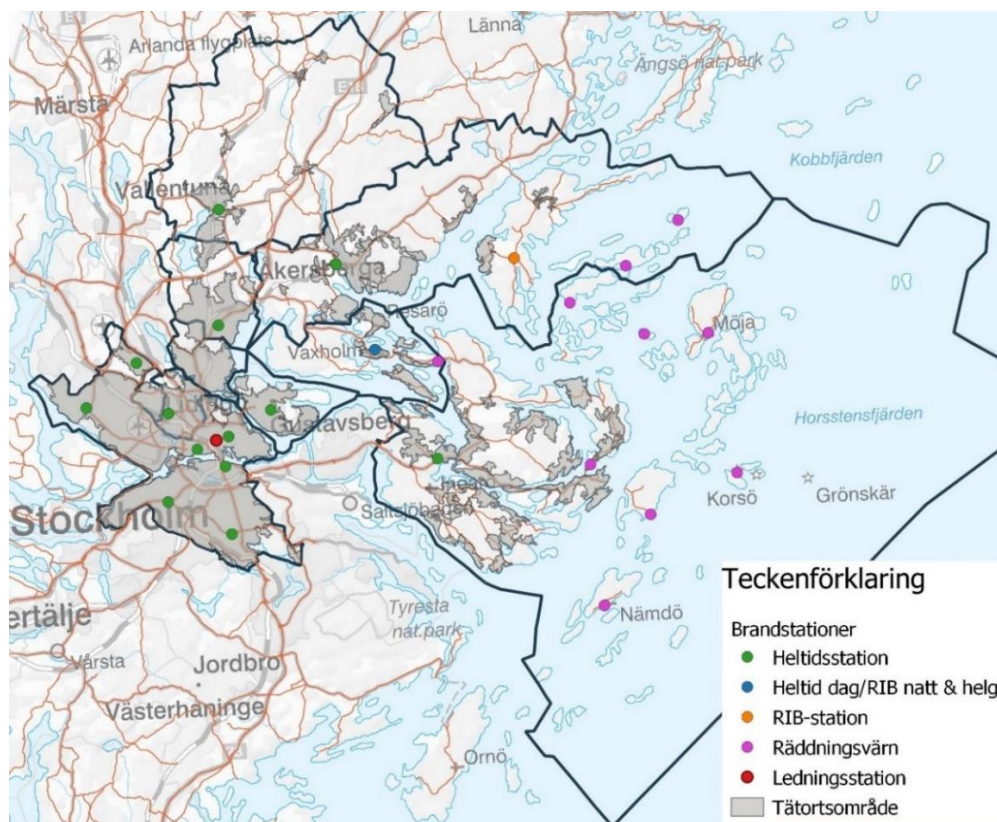 Länna
Arlanda flygplats
Ängsö nat.park
Märsta
Kobbfjärden
Vallentuna
Åkersberga
Resarö
Vaxholm
Möja
Lidingö
Gustavsberg
Horsstensfjärden
Korsö
Grönskär
Saltsjöbaden
Stockholm
Tyresta
nat.park
Nämdö
ertälje
Vårsta
Jordbro
Västerhaninge
Ornö
Teckenförklaring
Brandstationer
Heltidsstation
Heltid dag/RIB natt & helg
RIB-station
Räddningsvärn
Ledningsstation
Tätortsområde